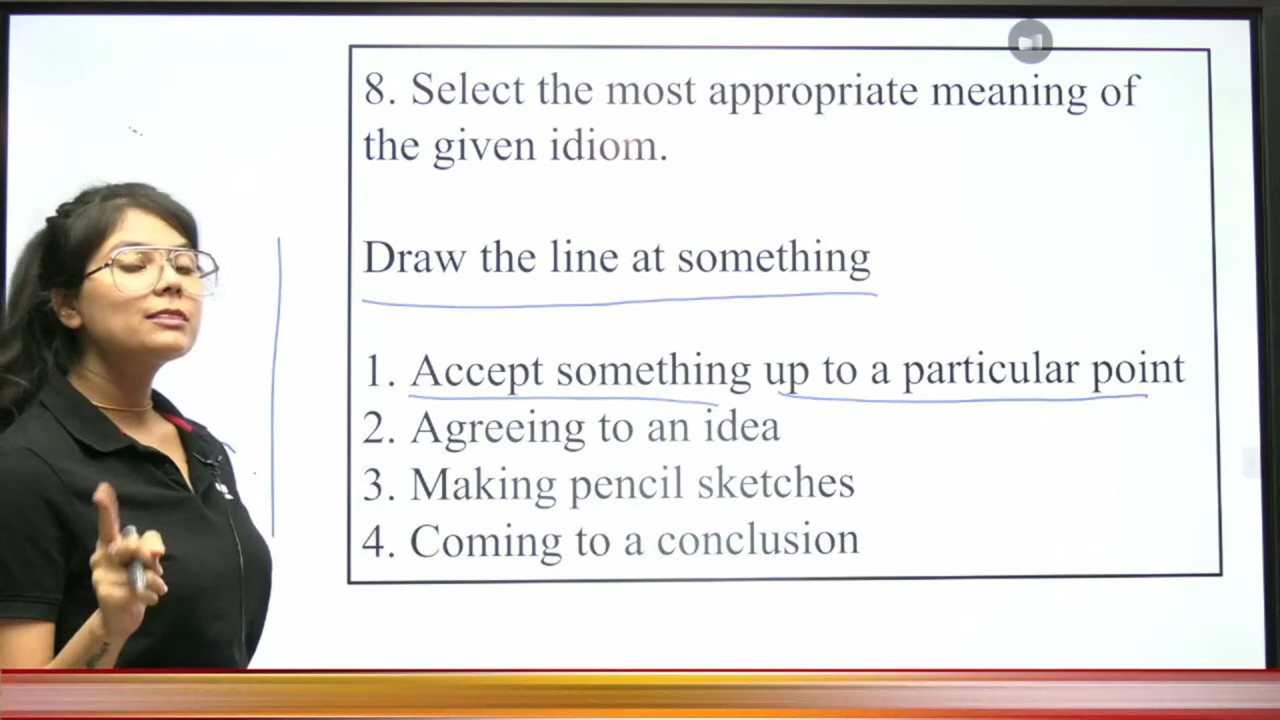 8. Select the most appropriate meaning of
the given idiom.
Draw the line at something
1. Accept something up to a particular point
2. Agreeing to an idea
3. Making pencil sketches
4. Coming to a conclusion